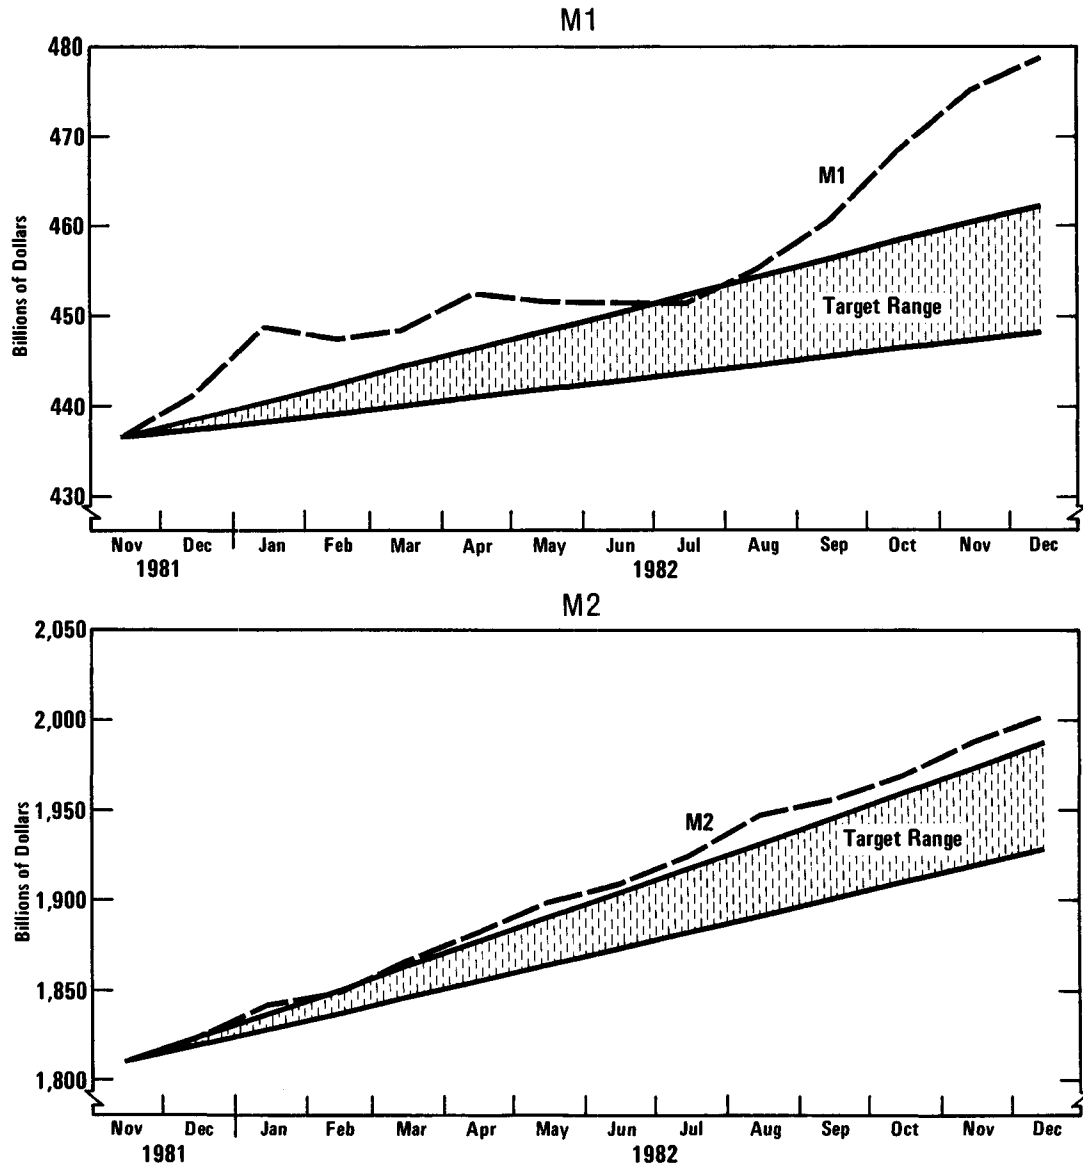 M1
480
470
460
450
440
430
Billions of Dollars
M1
Target Range
Nov Dec Jan Feb Mar Apr May Jun Jul Aug Sep Oct Nov Dec
1981 1982
M2
2,050
2,000
1,950
1,900
1,850
1,800
Billions of Dollars
M2
Target Range
Nov Dec Jan Feb Mar Apr May Jun Jul Aug Sep Oct Nov Dec
1981 1982